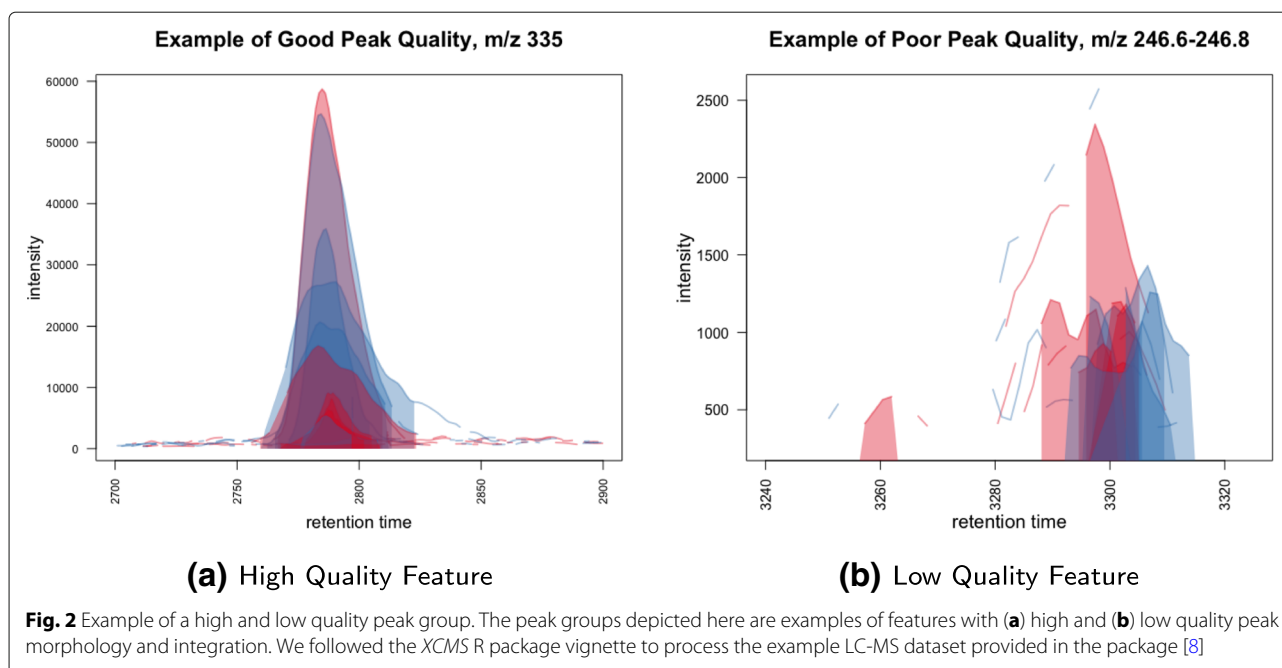 Example of Good Peak Quality, m/z 335
60000
50000
40000
30000
20000
10000
0
intensity
2700
2750
2800
2850
2900
retention time
(a) High Quality Feature
Example of Poor Peak Quality, m/z 246.6-246.8
2500
2000
1500
1000
500
intensity
3240
3260
3280
3300
3320
retention time
(b) Low Quality Feature
Fig. 2 Example of a high and low quality peak group. The peak groups depicted here are examples of features with (a) high and (b) low quality peak
morphology and integration. We followed the XCMS R package vignette to process the example LC-MS dataset provided in the package [8]